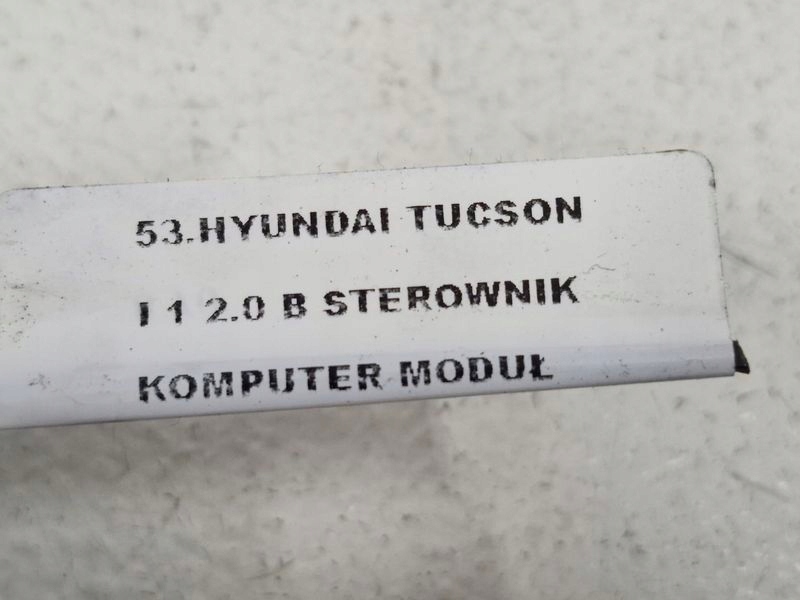 53.HYUNDAI TUCSON
I 1 2.0 B STEROWNIK
KOMPUTER MODUŁ